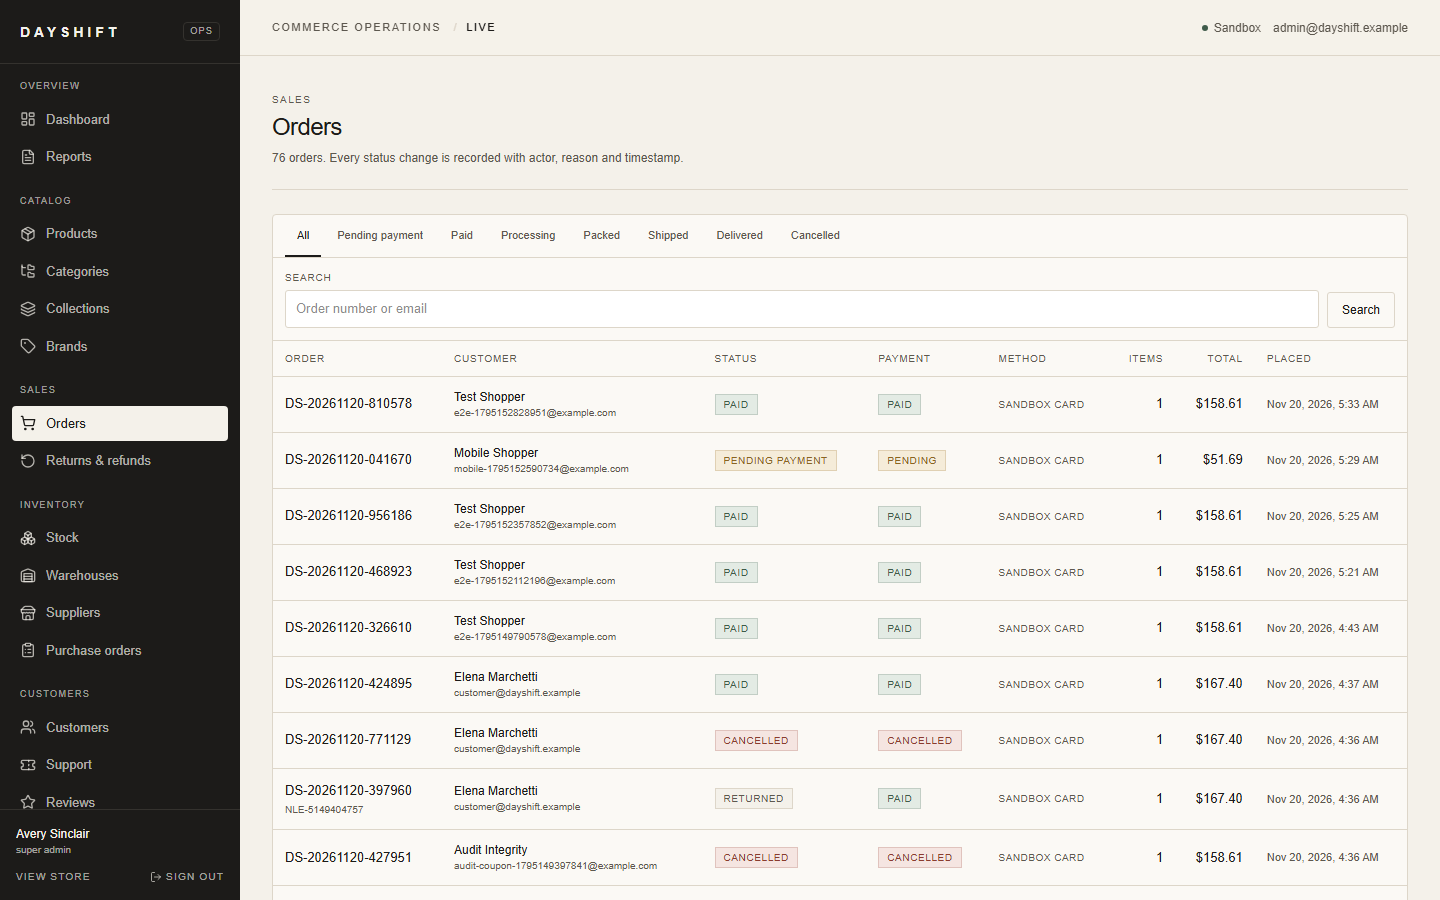 DAYSHIFT OPS
OVERVIEW
Dashboard
Reports
CATALOG
Products
Categories
Collections
Brands
SALES
Orders
Returns & refunds
INVENTORY
Stock
Warehouses
Suppliers
Purchase orders
CUSTOMERS
Customers
Support
Reviews
Avery Sinclair
super admin
VIEW STORE SIGN OUT
COMMERCE OPERATIONS / LIVE
Sandbox admin@dayshift.example
SALES
Orders
76 orders. Every status change is recorded with actor, reason and timestamp.
All Pending payment Paid Processing Packed Shipped Delivered Cancelled
SEARCH
Order number or email Search
ORDER CUSTOMER STATUS PAYMENT METHOD ITEMS TOTAL PLACED
DS-20261120-810578 Test Shopper PAID PAID SANDBOX CARD 1 $158.61 Nov 20, 2026, 5:33 AM
e2e-1795152828951@example.com
DS-20261120-041670 Mobile Shopper PENDING PAYMENT PENDING SANDBOX CARD 1 $51.69 Nov 20, 2026, 5:29 AM
mobile-1795152590734@example.com
DS-20261120-956186 Test Shopper PAID PAID SANDBOX CARD 1 $158.61 Nov 20, 2026, 5:25 AM
e2e-1795152357852@example.com
DS-20261120-468923 Test Shopper PAID PAID SANDBOX CARD 1 $158.61 Nov 20, 2026, 5:21 AM
e2e-1795152112196@example.com
DS-20261120-326610 Test Shopper PAID PAID SANDBOX CARD 1 $158.61 Nov 20, 2026, 4:43 AM
e2e-1795149790578@example.com
DS-20261120-424895 Elena Marchetti PAID PAID SANDBOX CARD 1 $167.40 Nov 20, 2026, 4:37 AM
customer@dayshift.example
DS-20261120-771129 Elena Marchetti CANCELLED CANCELLED SANDBOX CARD 1 $167.40 Nov 20, 2026, 4:36 AM
customer@dayshift.example
DS-20261120-397960 Elena Marchetti RETURNED PAID SANDBOX CARD 1 $167.40 Nov 20, 2026, 4:36 AM
NLE-5149404757 customer@dayshift.example
DS-20261120-427951 Audit Integrity CANCELLED CANCELLED SANDBOX CARD 1 $158.61 Nov 20, 2026, 4:36 AM
audit-coupon-1795149397841@example.com